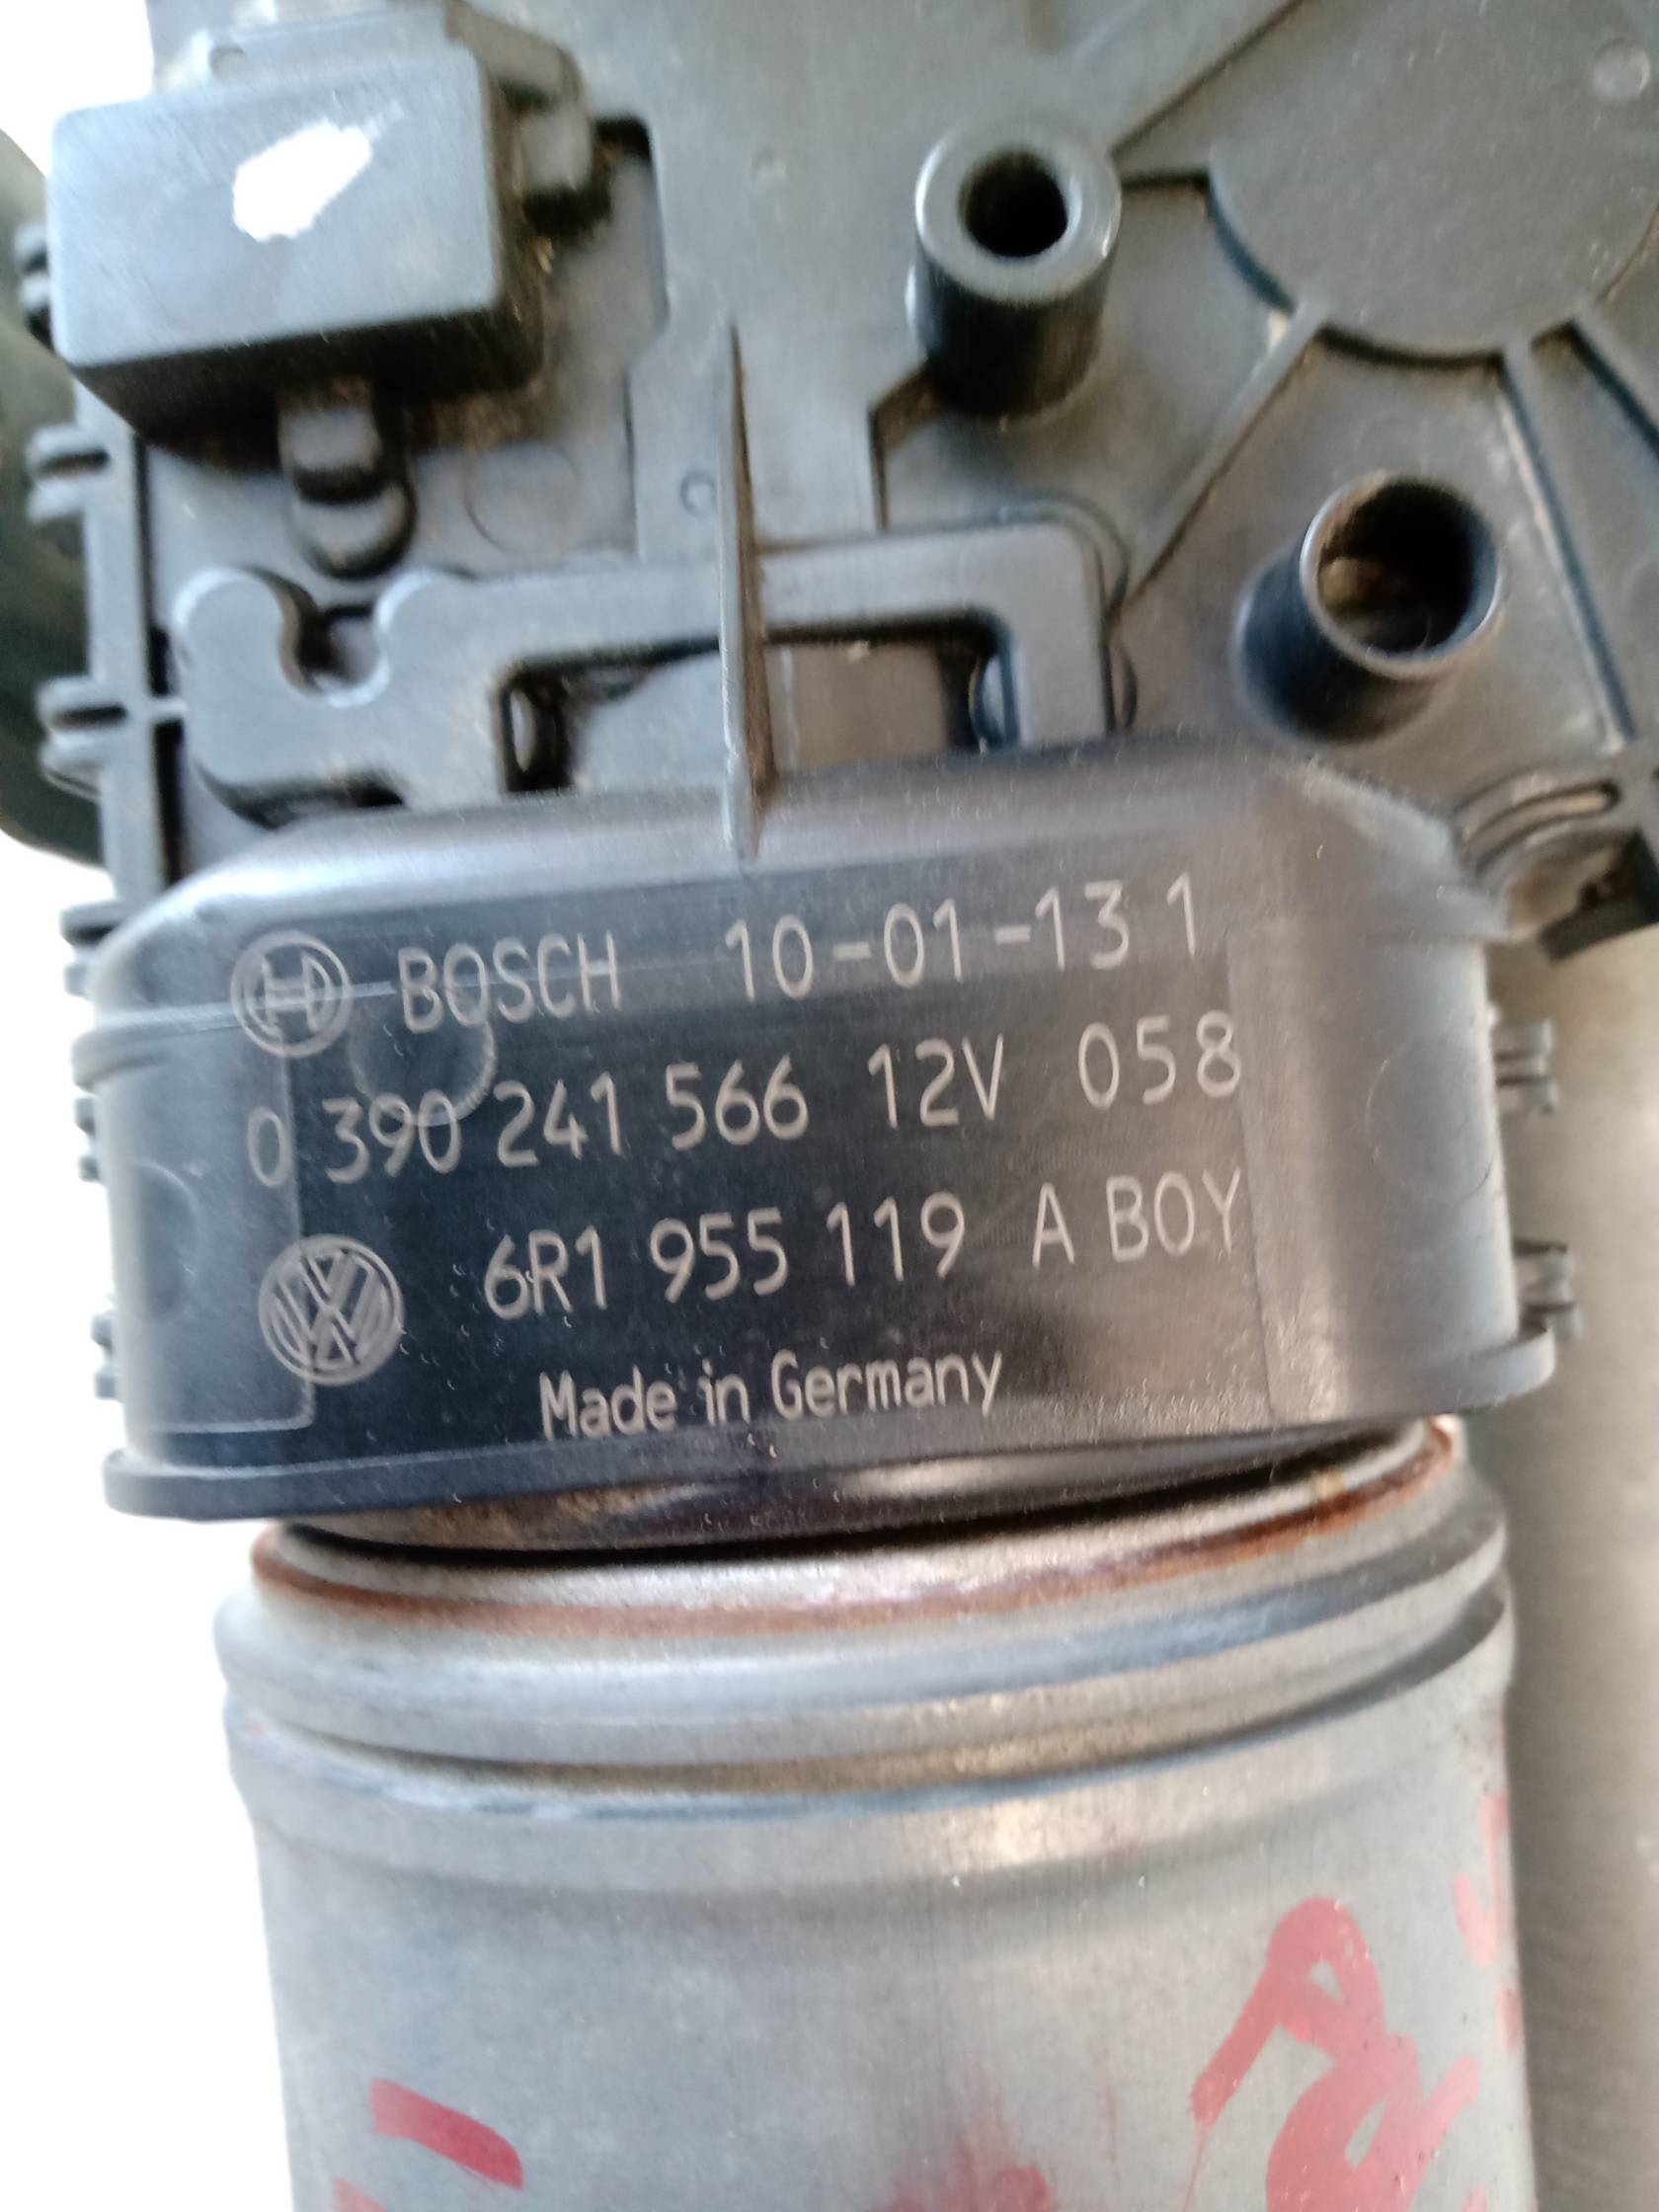 BOSCH 10-01-13 1
0 390 241 566 12V 058
6R1 955 119 A BOY
Made in Germany